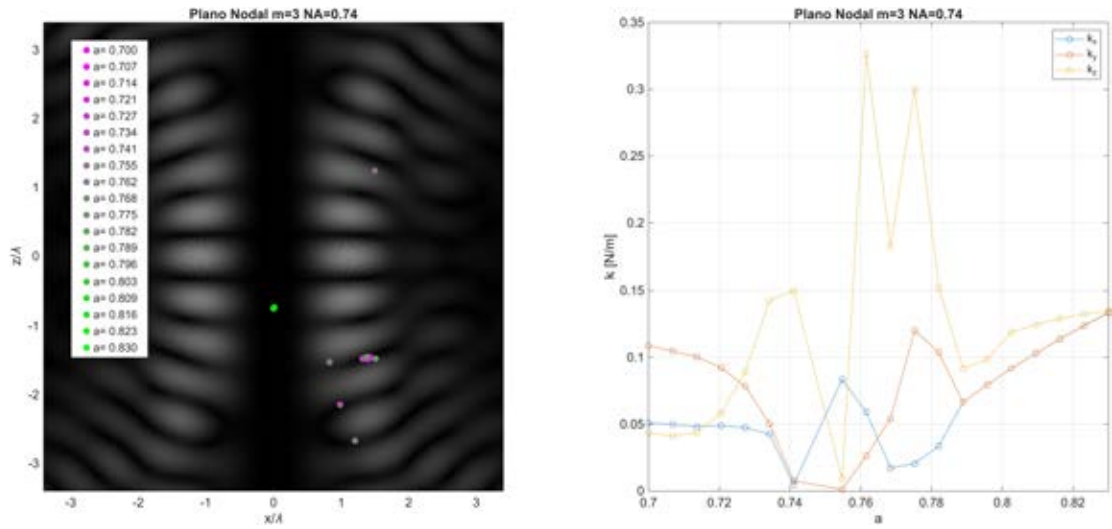 Plano Nodal m=3 NA=0.74
3
2
1
0
-1
-2
-3
z/λ
a= 0.700
a= 0.707
a= 0.714
a= 0.721
a= 0.727
a= 0.734
a= 0.741
a= 0.755
a= 0.762
a= 0.768
a= 0.775
a= 0.782
a= 0.789
a= 0.796
a= 0.803
a= 0.809
a= 0.816
a= 0.823
a= 0.830
-3 -2 -1 0 1 2 3
x/λ
Plano Nodal m=3 NA=0.74
0.35
0.3
0.25
0.2
0.15
0.1
0.05
0
k [N/m]
kx
ky
kz
0.7 0.72 0.74 0.76 0.78 0.8 0.82
a